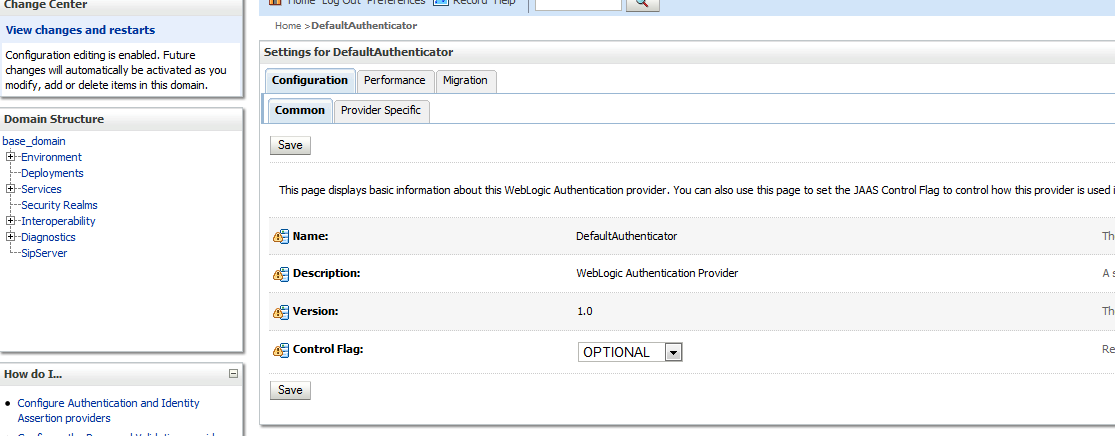 Change Center
View changes and restarts
Configuration editing is enabled. Future
changes will automatically be activated as you
modify, add or delete items in this domain.
Domain Structure
base_domain
Environment
Deployments
Services
Security Realms
Interoperability
Diagnostics
SipServer
How do I...
Configure Authentication and Identity
Assertion providers
Home Log Out Preferences Record Help
Home >DefaultAuthenticator
Settings for DefaultAuthenticator
Configuration Performance Migration
Common Provider Specific
Save
This page displays basic information about this WebLogic Authentication provider. You can also use this page to set the JAAS Control Flag to control how this provider is used
Name: DefaultAuthenticator Th
Description: WebLogic Authentication Provider A
Version: 1.0 Th
Control Flag: OPTIONAL Re
Save